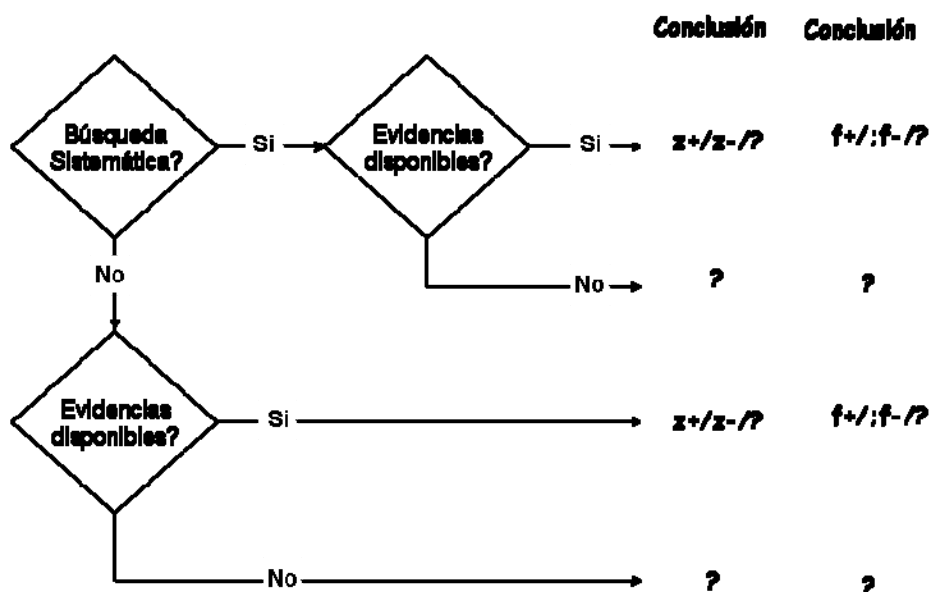 Conclusión Conclusión
Búsqueda
Sistemática?
Si
Evidencias
disponibles?
Si
z+/z-/?
f+/;f-/?
No
No
?
?
Evidencias
disponibles?
Si
z+/z-/?
f+/;f-/?
No
?
?